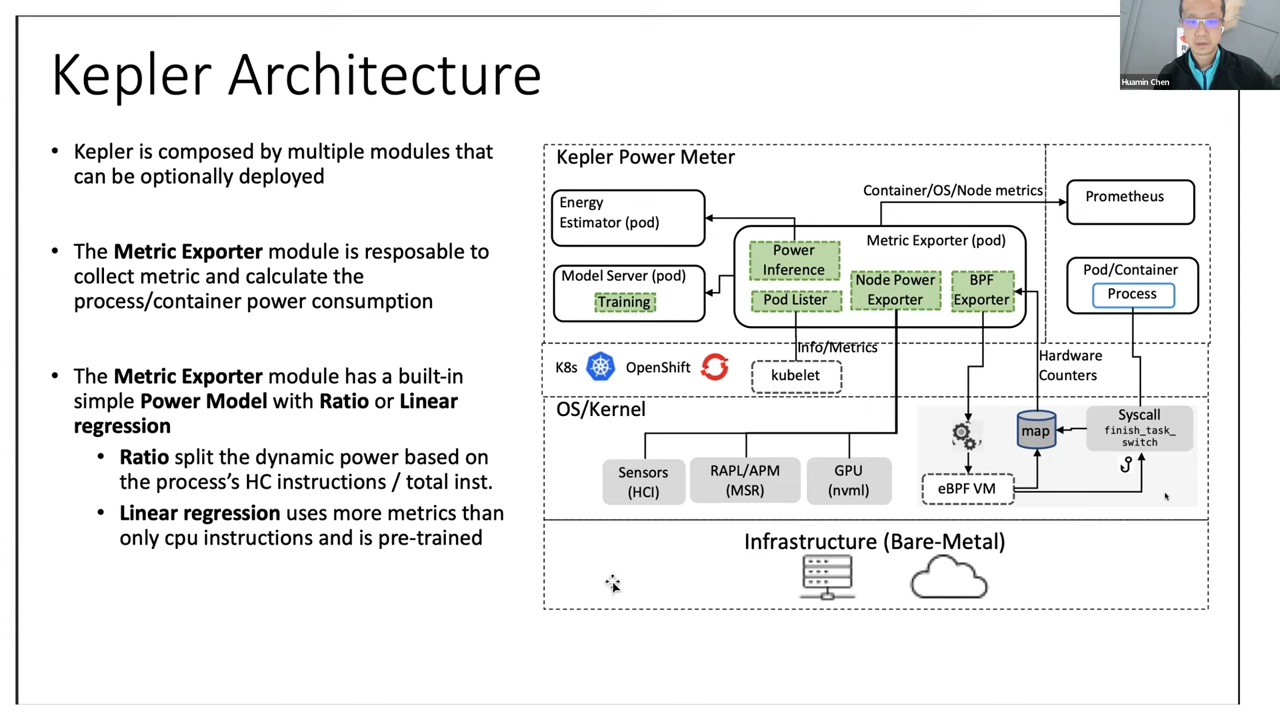 Kepler Architecture
Huamin Chen
• Kepler is composed by multiple modules that
can be optionally deployed
• The Metric Exporter module is resposable to
collect metric and calculate the
process/container power consumption
• The Metric Exporter module has a built-in
simple Power Model with Ratio or Linear
regression
• Ratio split the dynamic power based on
the process's HC instructions / total inst.
• Linear regression uses more metrics than
only cpu instructions and is pre-trained
Kepler Power Meter
Energy
Estimator (pod)
Model Server (pod)
Training
Container/OS/Node metrics
Metric Exporter (pod)
Power
Inference
Pod Lister
Node Power
Exporter
BPF
Exporter
Prometheus
Pod/Container
Process
Info/Metrics
Hardware
Counters
K8s
OpenShift
kubelet
OS/Kernel
Sensors
(HCI)
RAPL/APM
(MSR)
GPU
(nvml)
eBPF VM
map
Syscall
finish_task_
switch
Infrastructure (Bare-Metal)